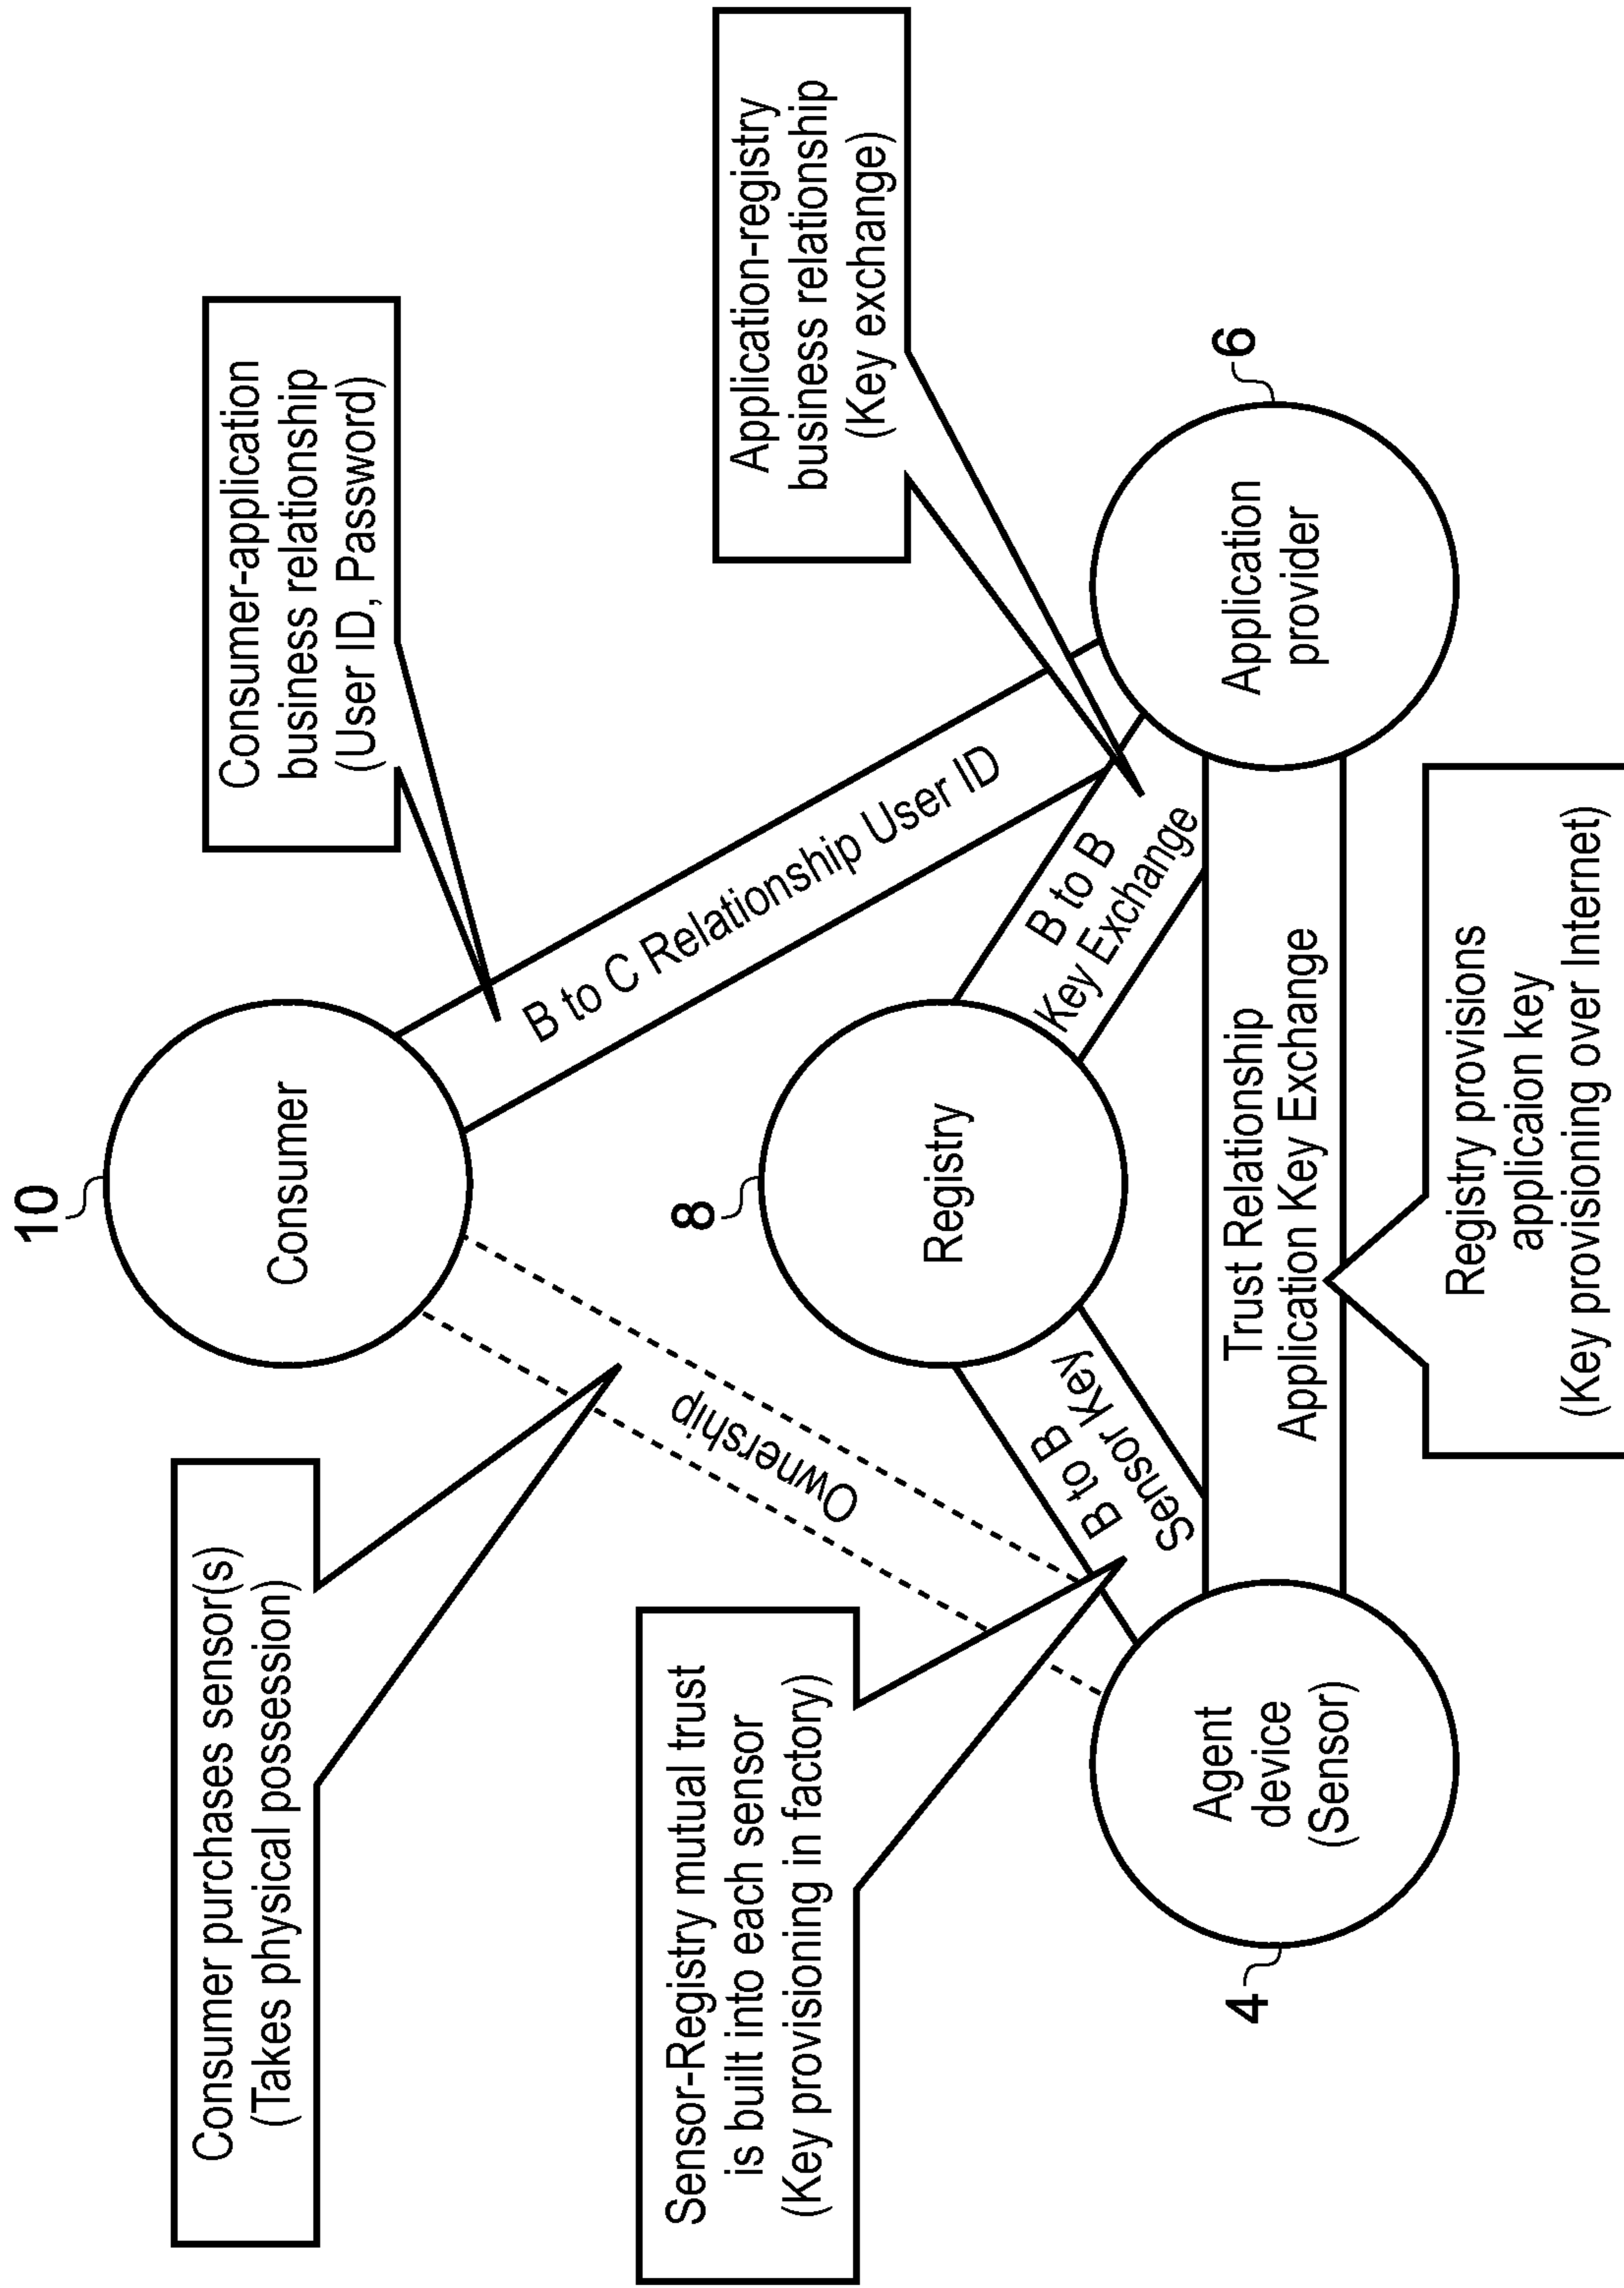 Consumer purchases sensor(s)
(Takes physical possession)
Consumer-application
business relationship
(User ID, Password)
10
Consumer
Sensor-Registry mutual trust
is built into each sensor
(Key provisioning in factory)
Application-registry
business relationship
(Key exchange)
Ownership
B to C Relationship User ID
8
Registry
B to B
Sensor Key
B to B
Key Exchange
4
Agent
device
(Sensor)
Trust Relationship
Application Key Exchange
6
Application
provider
Registry provisions
applicaion key
(Key provisioning over Internet)